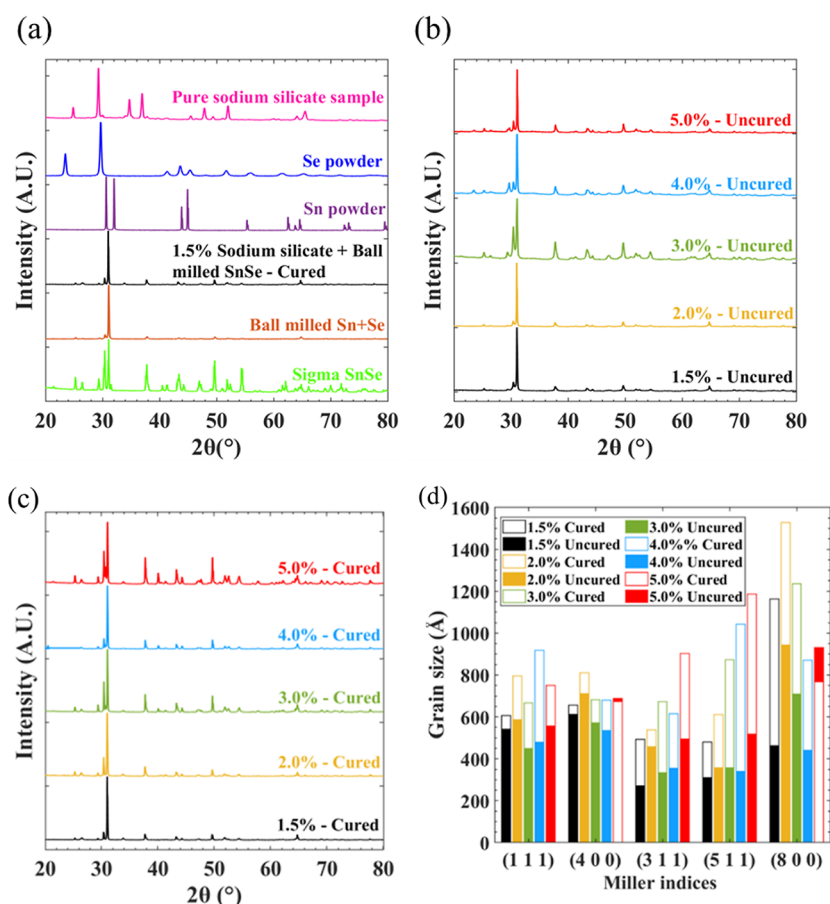 (a)
Pure sodium silicate sample
Se powder
Sn powder
1.5% Sodium silicate + Ball
milled SnSe - Cured
Ball milled Sn+Se
Sigma SnSe
Intensity (A.U.)
20 30 40 50 60 70 80
2θ(°)
(b)
5.0% - Uncured
4.0% - Uncured
3.0% - Uncured
2.0% - Uncured
1.5% - Uncured
Intensity (A.U.)
20 30 40 50 60 70 80
2θ (°)
(c)
5.0% - Cured
4.0% - Cured
3.0% - Cured
2.0% - Cured
1.5% - Cured
Intensity (A.U.)
20 30 40 50 60 70 80
2θ (°)
(d)
1600
1400
1200
1000
800
600
400
200
0
Grain size (Å)
1.5% Cured
1.5% Uncured
2.0% Cured
2.0% Uncured
3.0% Cured
3.0% Uncured
4.0%% Cured
4.0% Uncured
5.0% Cured
5.0% Uncured
(1 1 1) (4 0 0) (3 1 1) (5 1 1) (8 0 0)
Miller indices